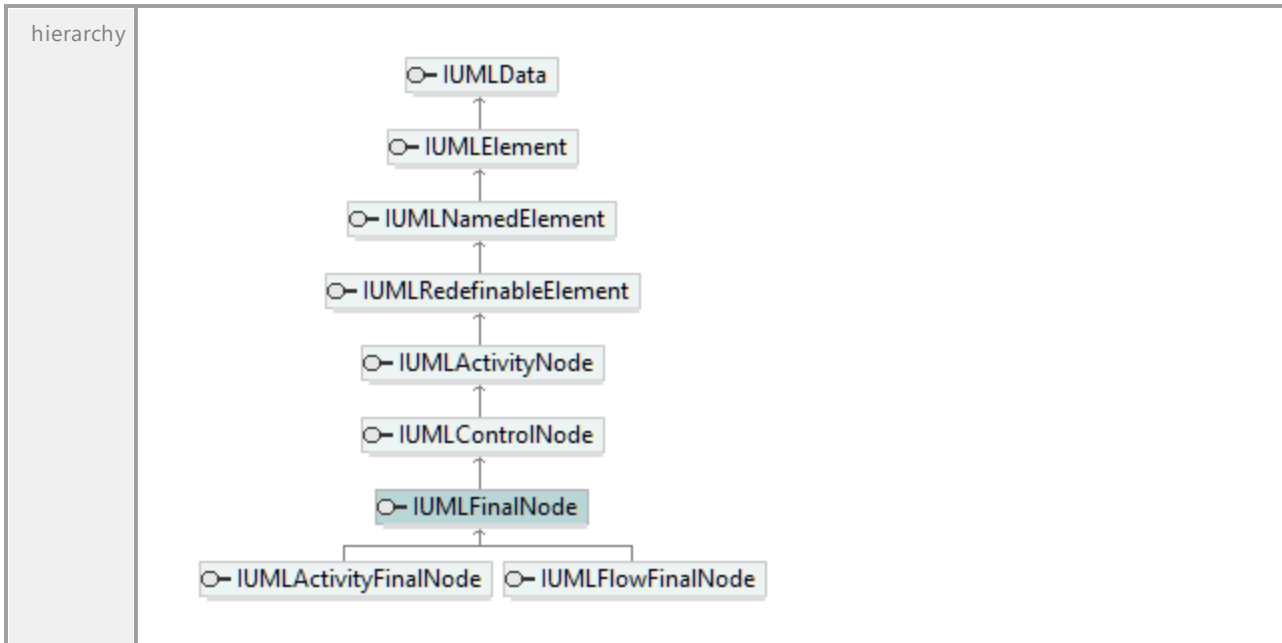 hierarchy
IUMLData
IUMLElement
IUMLNamedElement
IUMLRedefinableElement
IUMLActivityNode
IUMLControlNode
IUMLFinalNode
IUMLActivityFinalNode IUMLFlowFinalNode